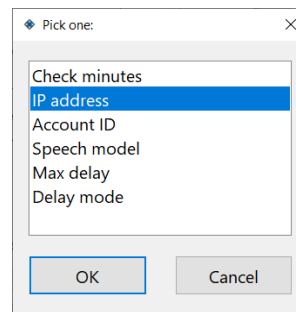 Pick one:
Check minutes
IP address
Account ID
Speech model
Max delay
Delay mode
OK
Cancel